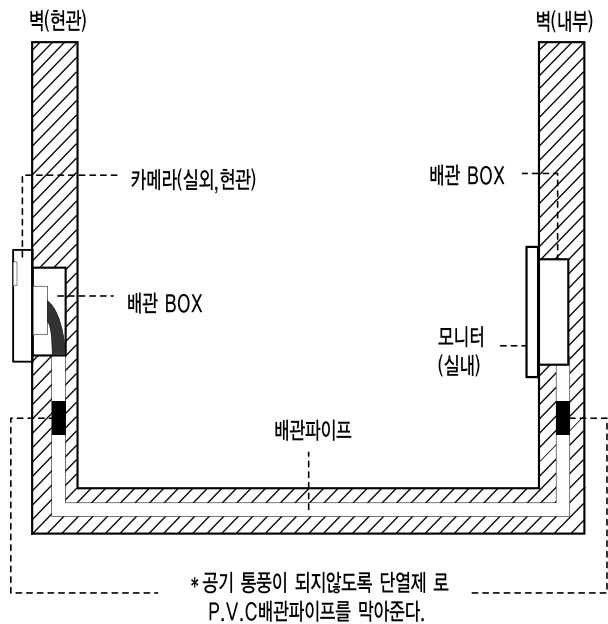 벽(현관)
벽(내부)
카메라(실외,현관)
배관 BOX
배관 BOX
모니터
(실내)
배관파이프
*공기 통풍이 되지않도록 단열제 로
P.V.C배관파이프를 막아준다.